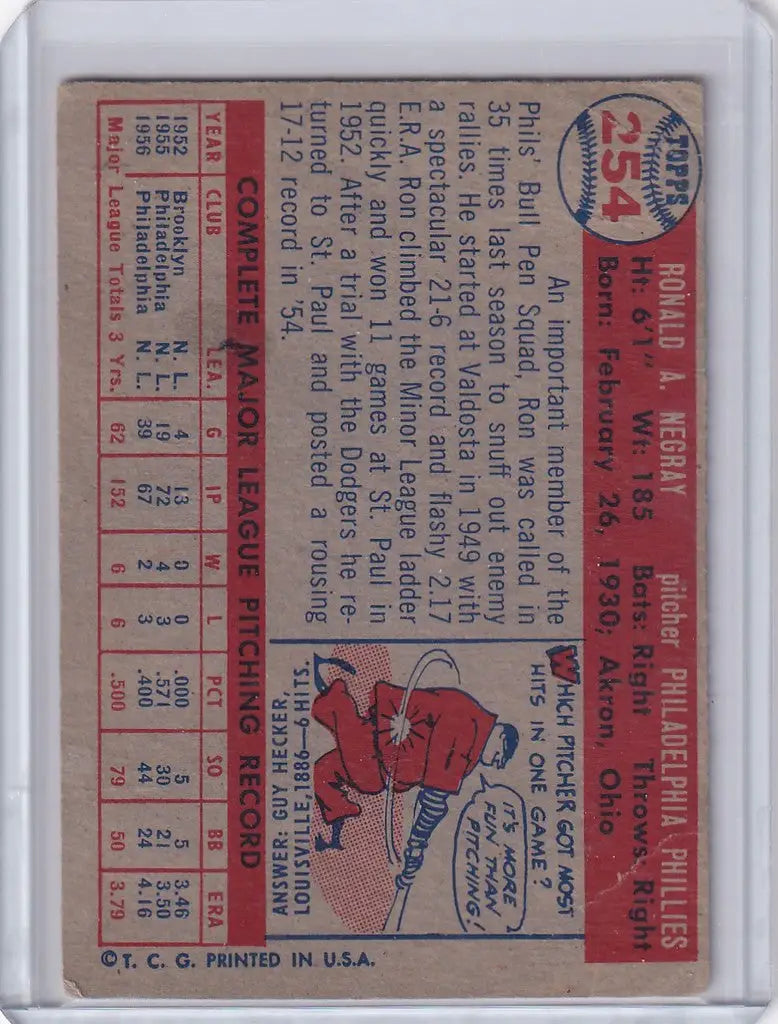 TOPPS
254
RONALD A. NEGRAY pitcher PHILADELPHIA PHILLIES
Ht: 6'1" Wt: 185 Bats: Right Throws: Right
Born: February 26, 1930; Akron, Ohio
An important member of the
Phils' Bull Pen Squad, Ron was called in
35 times last season to snuff out enemy
rallies. He started at Valdosta in 1949 with
a spectacular 21-6 record and flashy 2.17
E.R.A. Ron climbed the Minor League ladder
quickly and won 11 games at St. Paul in
1952. After a trial with the Dodgers he re-
turned to St. Paul and posted a rousing
17-12 record in '54.
WHICH PITCHER GOT MOST
HITS IN ONE GAME?
IT'S MORE
FUN THAN
PITCHING!
ANSWER: GUY HECKER,
LOUISVILLE, 1886—6 HITS.
COMPLETE MAJOR LEAGUE PITCHING RECORD
YEAR CLUB LEA. G IP W L PCT SO BB ERA
1952 Brooklyn N. L. 4 13 0 0 .000 5 5 3.46
1955 Philadelphia N. L. 19 72 4 3 .571 30 21 3.50
1956 Philadelphia N. L. 39 67 2 3 .400 44 24 4.16
Major League Totals 3 Yrs. 62 152 6 6 .500 79 50 3.79
© T. C. G. PRINTED IN U.S.A.